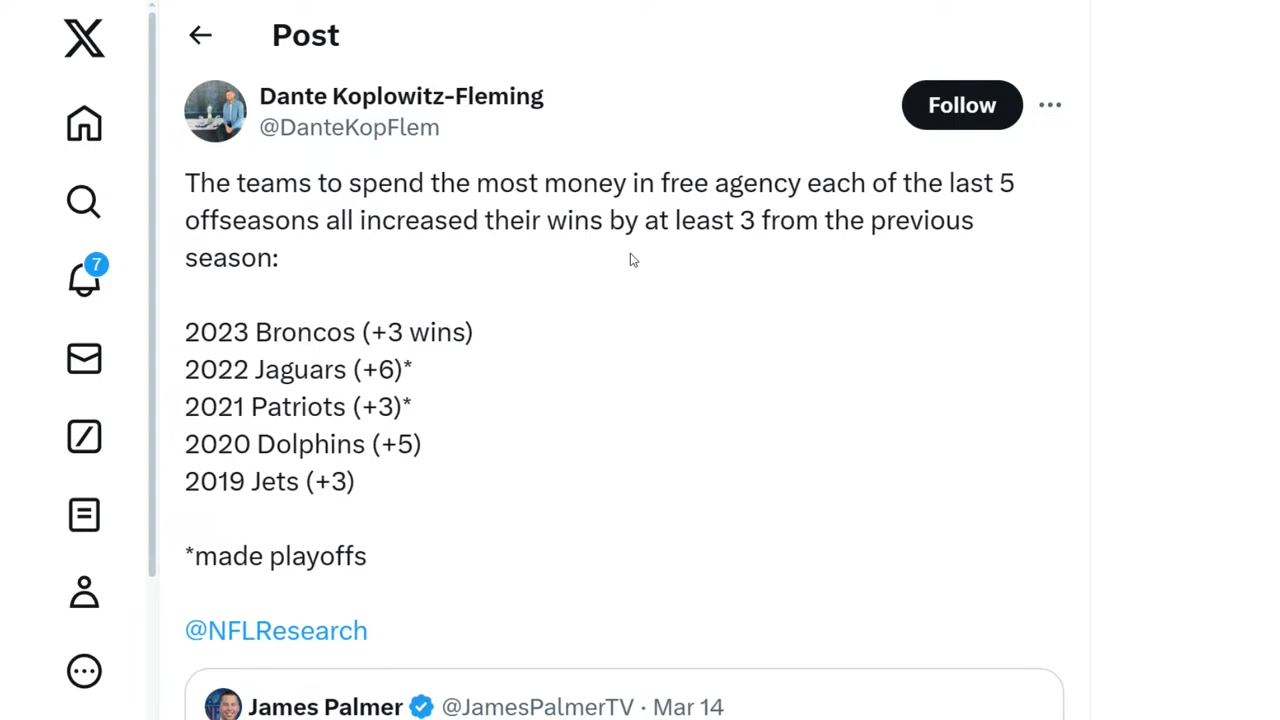 Post
Dante Koplowitz-Fleming
@DanteKopFlem
Follow
The teams to spend the most money in free agency each of the last 5
offseasons all increased their wins by at least 3 from the previous
season:
7
2023 Broncos (+3 wins)
2022 Jaguars (+6)*
2021 Patriots (+3)*
2020 Dolphins (+5)
2019 Jets (+3)
*made playoffs
@NFLResearch
James Palmer @JamesPalmerTV · Mar 14